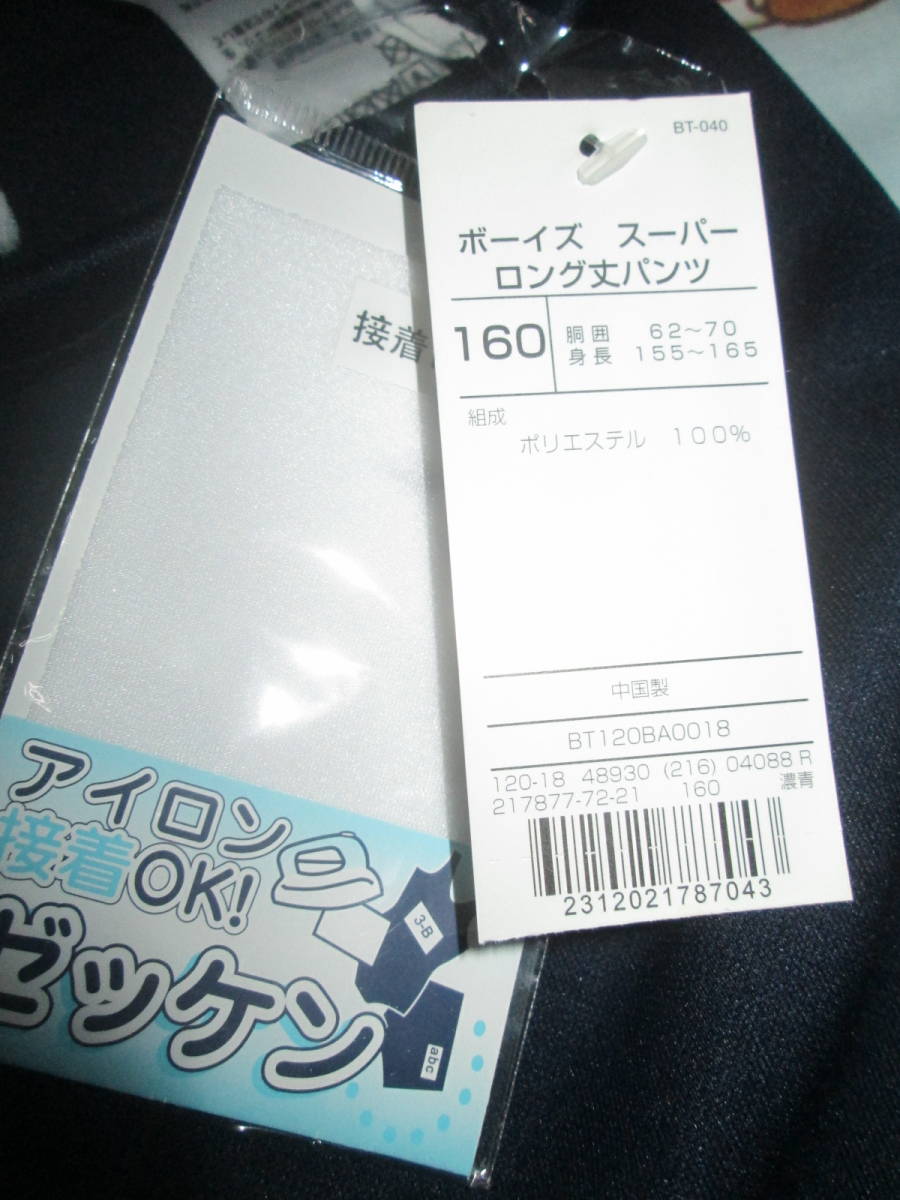 BT-040
ボーイズ　スーパー
ロング丈パンツ
160
胴囲　62～70
身長　155～165
組成
ポリエステル　100%
中国製
BT120BA0018
120-18 48930 (216) 04088 R
217877-72-21 160 濃青
2312021787043
接着
アイロン
接着OK!
ゼッケン
3-B
abc